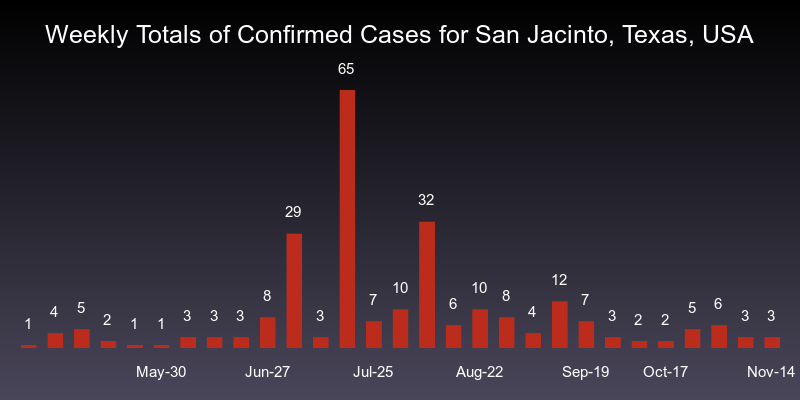 Weekly Totals of Confirmed Cases for San Jacinto, Texas, USA
1 4 5 2 1 1 3 3 3 8 29 3 65 7 10 32 6 10 8 4 12 7 3 2 2 5 6 3 3
May-30 Jun-27 Jul-25 Aug-22 Sep-19 Oct-17 Nov-14